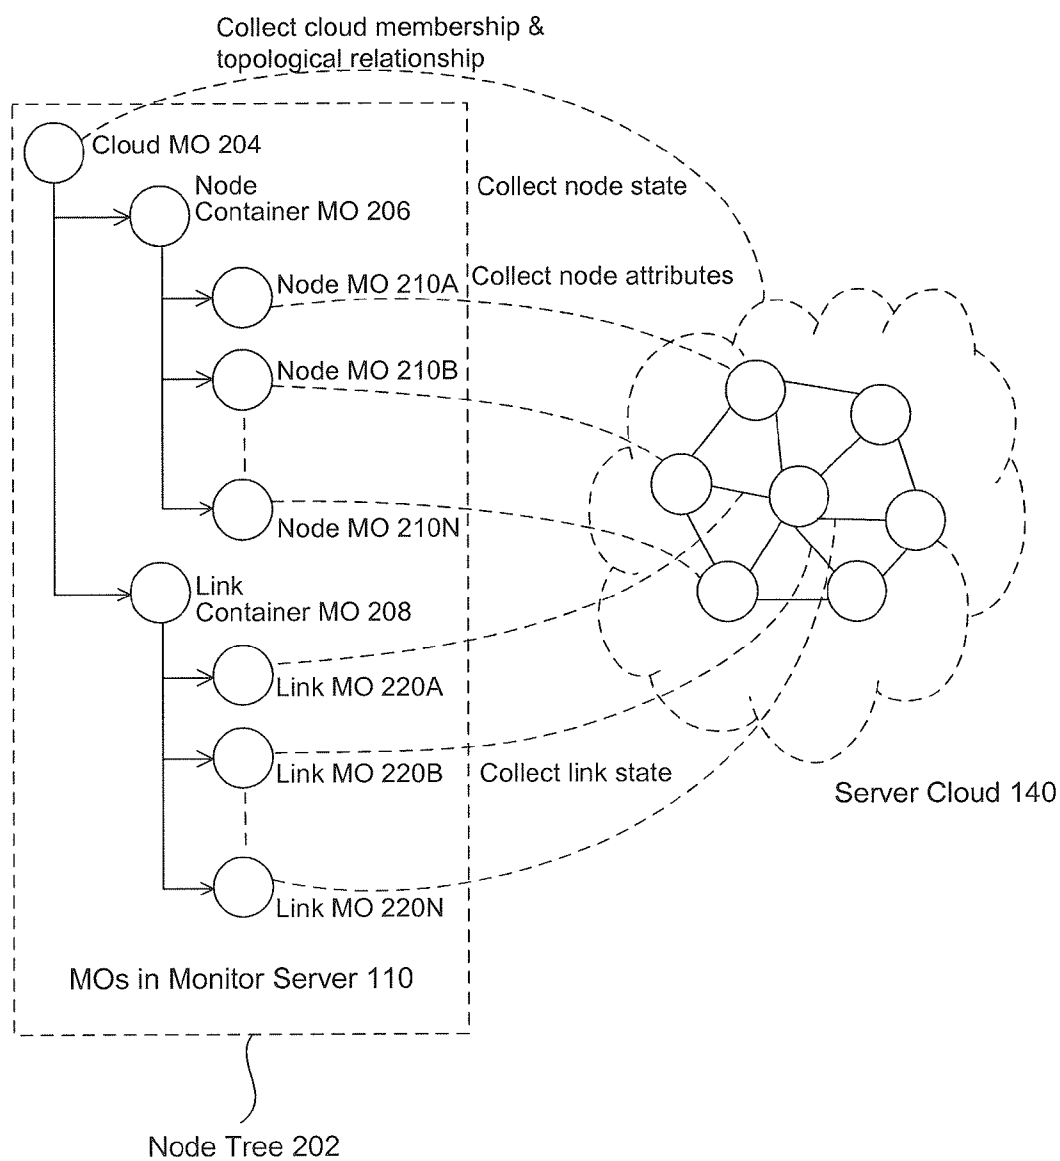 Collect cloud membership &
topological relationship
Cloud MO 204
Node
Container MO 206
Collect node state
Node MO 210A
Collect node attributes
Node MO 210B
Node MO 210N
Link
Container MO 208
Link MO 220A
Link MO 220B
Collect link state
Server Cloud 140
Link MO 220N
MOs in Monitor Server 110
Node Tree 202